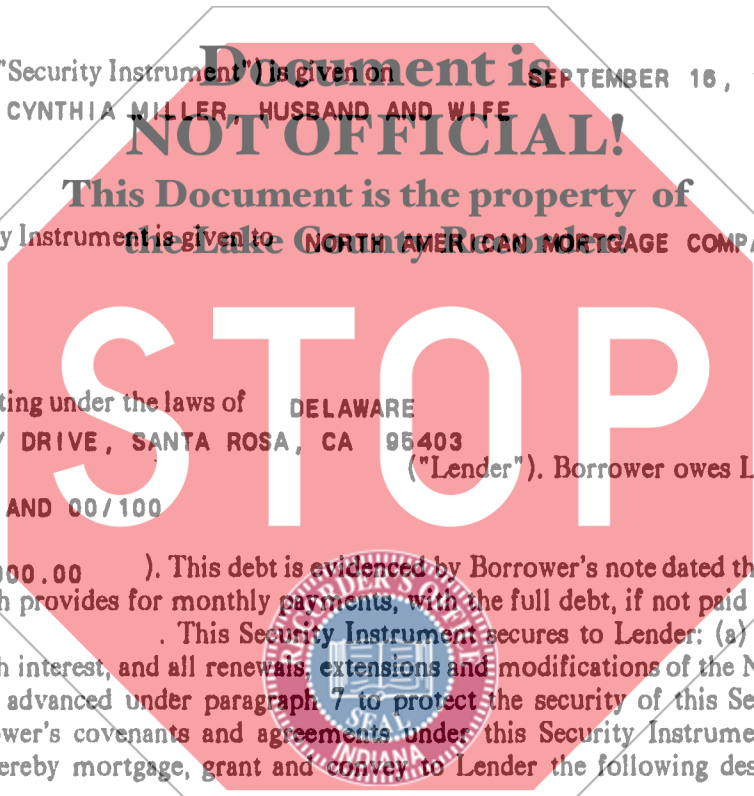 Document is
"Security Instrument") is given on SEPTEMBER 16,
CYNTHIA MILLER, HUSBAND AND WIFE
NOT OFFICIAL!
This Document is the property of
the Lake County Recorder!
y Instrument is given to NORTH AMERICAN MORTGAGE COMPA
STOP
ting under the laws of DELAWARE
DRIVE, SANTA ROSA, CA 95403
("Lender"). Borrower owes L
AND 00/100
000.00 ). This debt is evidenced by Borrower's note dated th
h provides for monthly payments, with the full debt, if not paid
. This Security Instrument secures to Lender: (a)
h interest, and all renewals, extensions and modifications of the N
advanced under paragraph 7 to protect the security of this Se
wer's covenants and agreements under this Security Instrume
ereby mortgage, grant and convey to Lender the following des
RECORDER'S OFFICE
SEAL
INDIANA